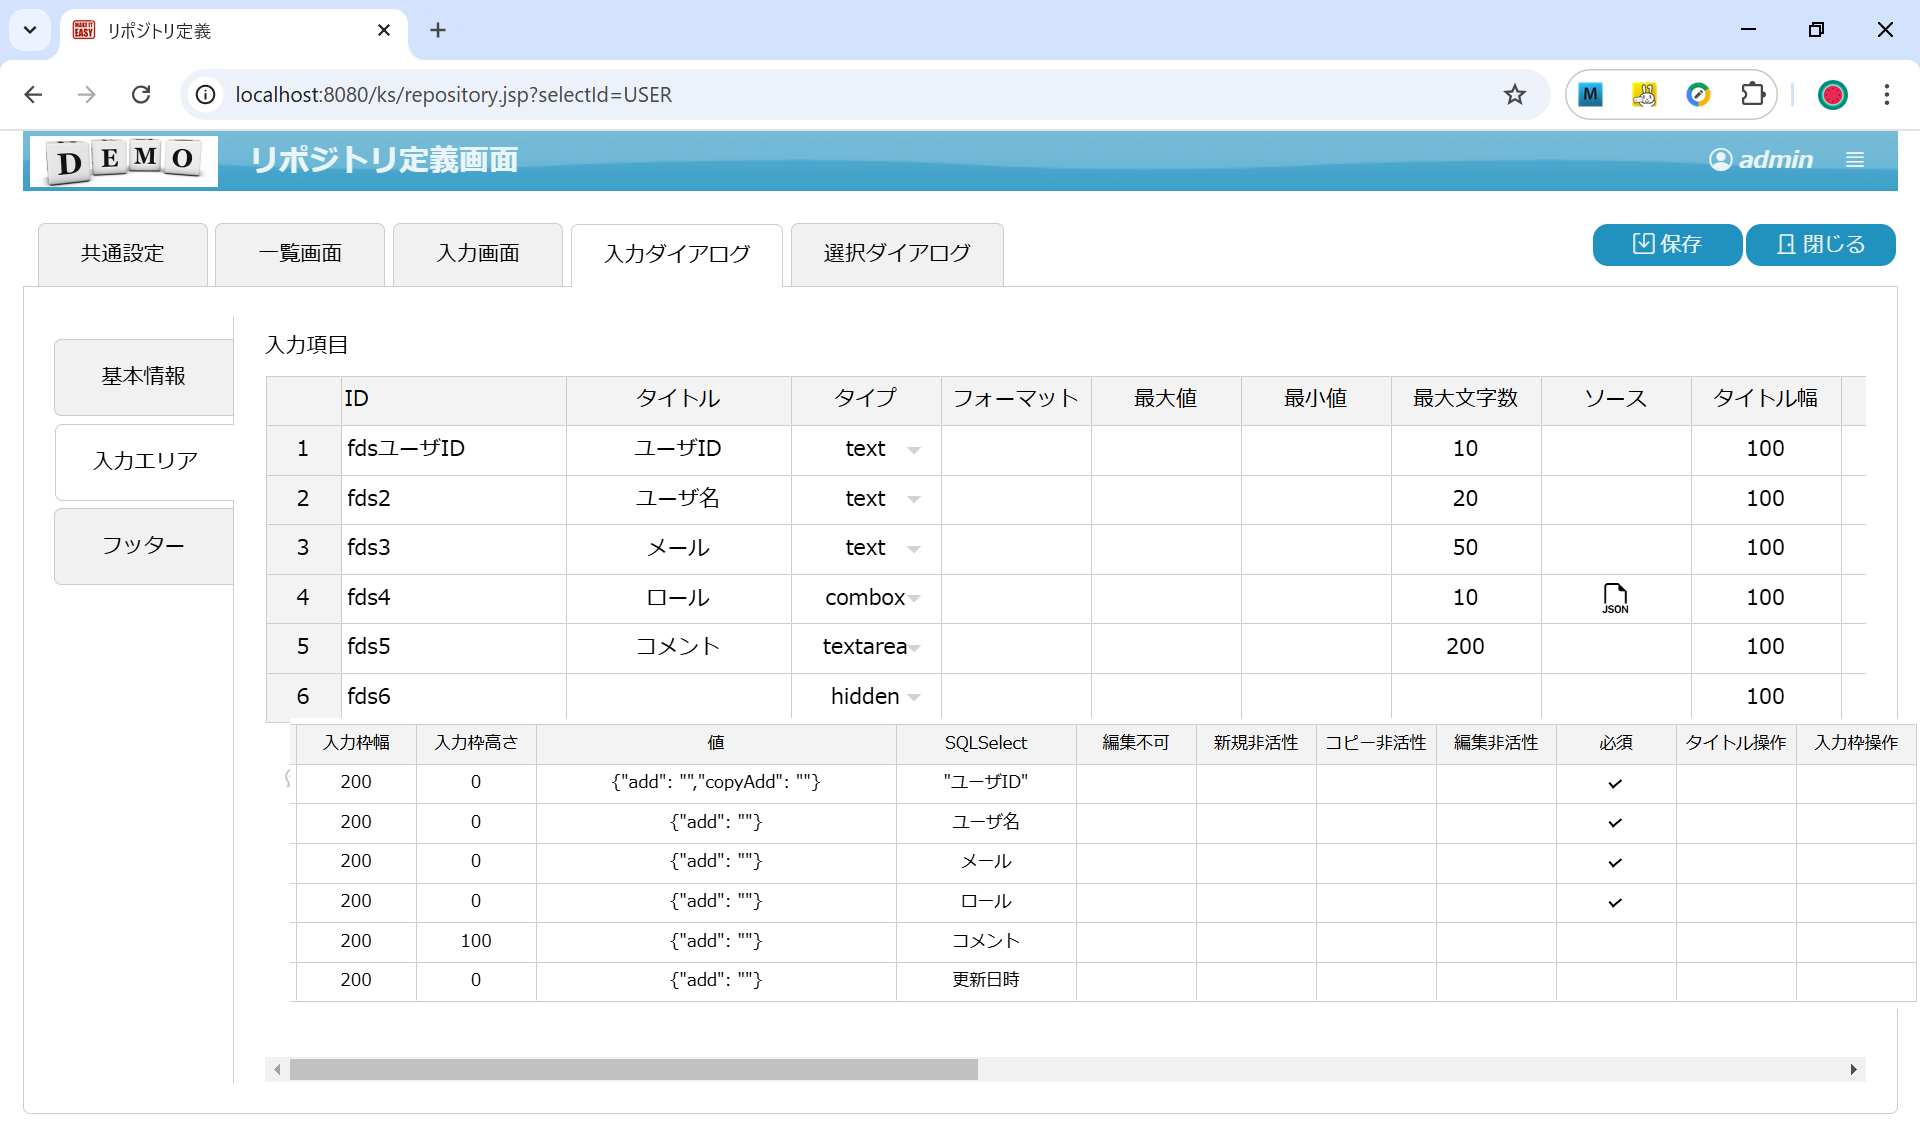 リポジトリ定義
localhost:8080/ks/repository.jsp?selectId=USER
DEMO リポジトリ定義画面 admin
共通設定 一覧画面 入力画面 入力ダイアログ 選択ダイアログ 保存 閉じる
基本情報
入力エリア
フッター
入力項目
ID タイトル タイプ フォーマット 最大値 最小値 最大文字数 ソース タイトル幅
1 fdsユーザID ユーザID text 10 100
2 fds2 ユーザ名 text 20 100
3 fds3 メール text 50 100
4 fds4 ロール combox 10 JSON 100
5 fds5 コメント textarea 200 100
6 fds6 hidden 100
入力枠幅 入力枠高さ 値 SQLSelect 編集不可 新規非活性 コピー非活性 編集非活性 必須 タイトル操作 入力枠操作
200 0 {"add": "","copyAdd": ""} "ユーザID"
200 0 {"add": ""} ユーザ名
200 0 {"add": ""} メール
200 0 {"add": ""} ロール
200 100 {"add": ""} コメント
200 0 {"add": ""} 更新日時